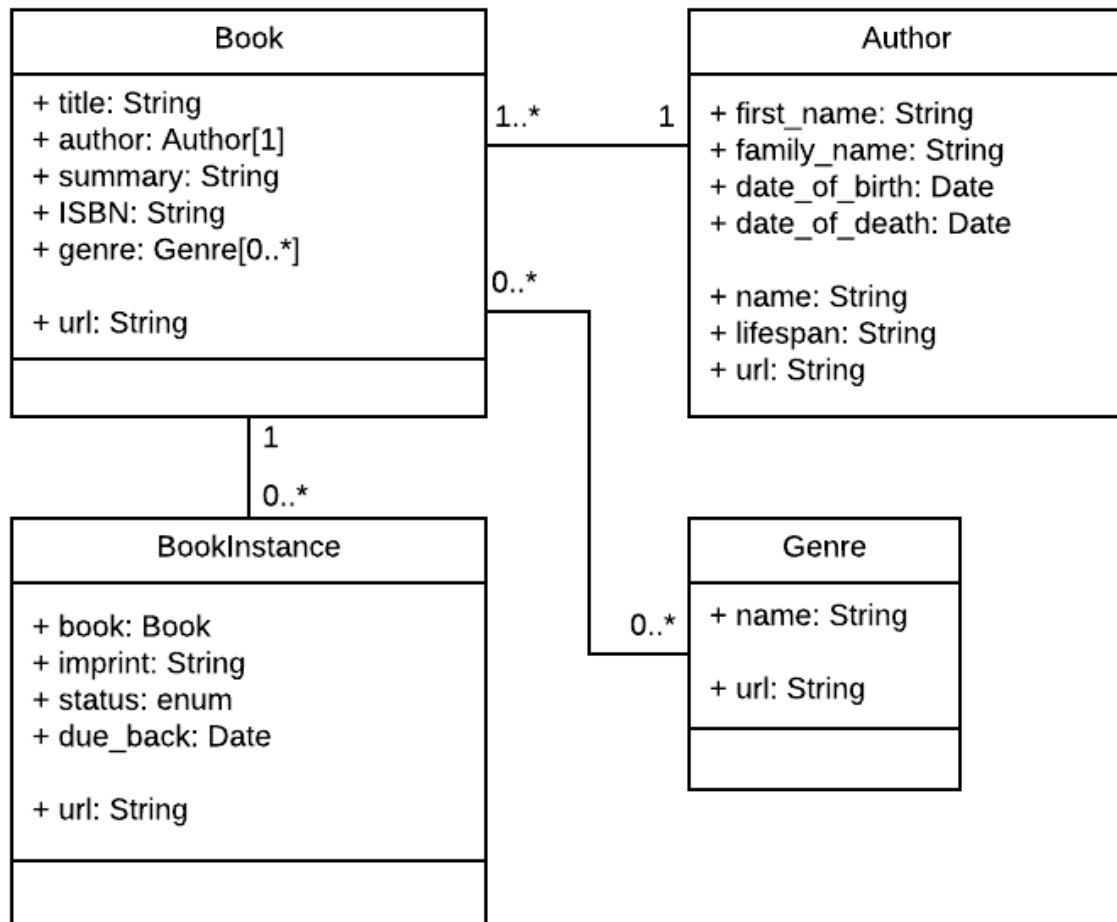 Book
+ title: String
+ author: Author[1]
+ summary: String
+ ISBN: String
+ genre: Genre[0..*]
+ url: String
1..*
1
Author
+ first_name: String
+ family_name: String
+ date_of_birth: Date
+ date_of_death: Date
+ name: String
+ lifespan: String
+ url: String
0..*
1
0..*
BookInstance
+ book: Book
+ imprint: String
+ status: enum
+ due_back: Date
+ url: String
0..*
Genre
+ name: String
+ url: String